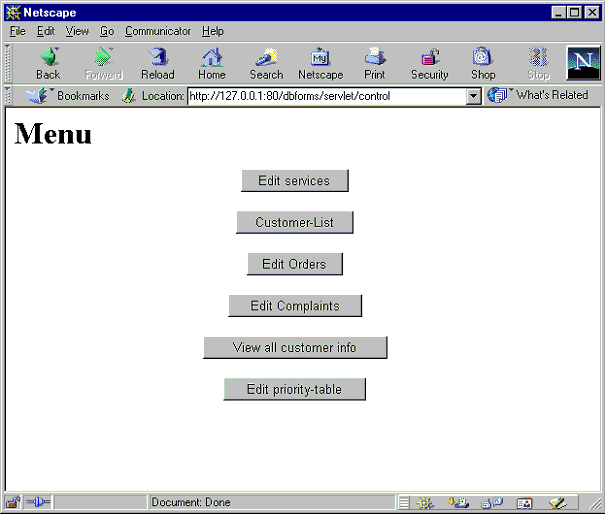 Netscape
File Edit View Go Communicator Help
Back Forward Reload Home Search Netscape Print Security Shop Stop
My
N
Bookmarks Location: http://127.0.0.1:80/dbforms/servlet/control What's Related
Menu
Edit services
Customer-List
Edit Orders
Edit Complaints
View all customer info
Edit priority-table
Document: Done